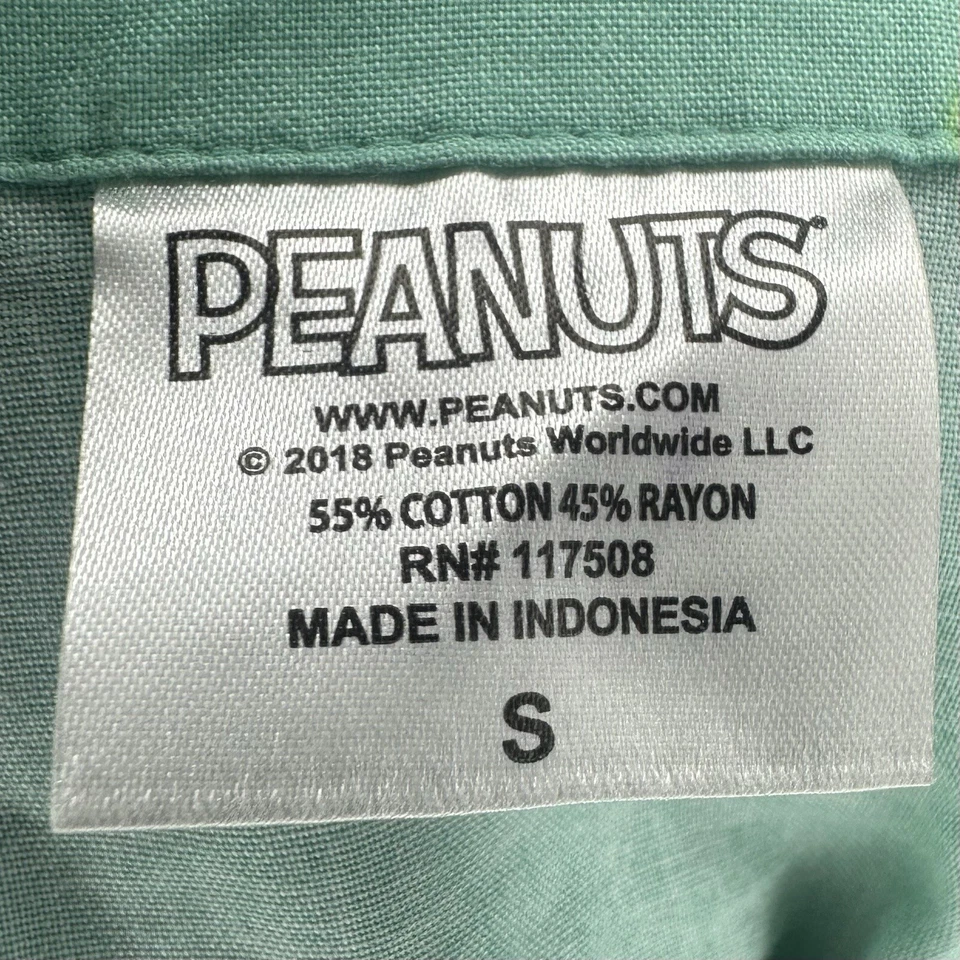 PEANUTS
WWW.PEANUTS.COM
© 2018 Peanuts Worldwide LLC
55% COTTON 45% RAYON
RN# 117508
MADE IN INDONESIA
S